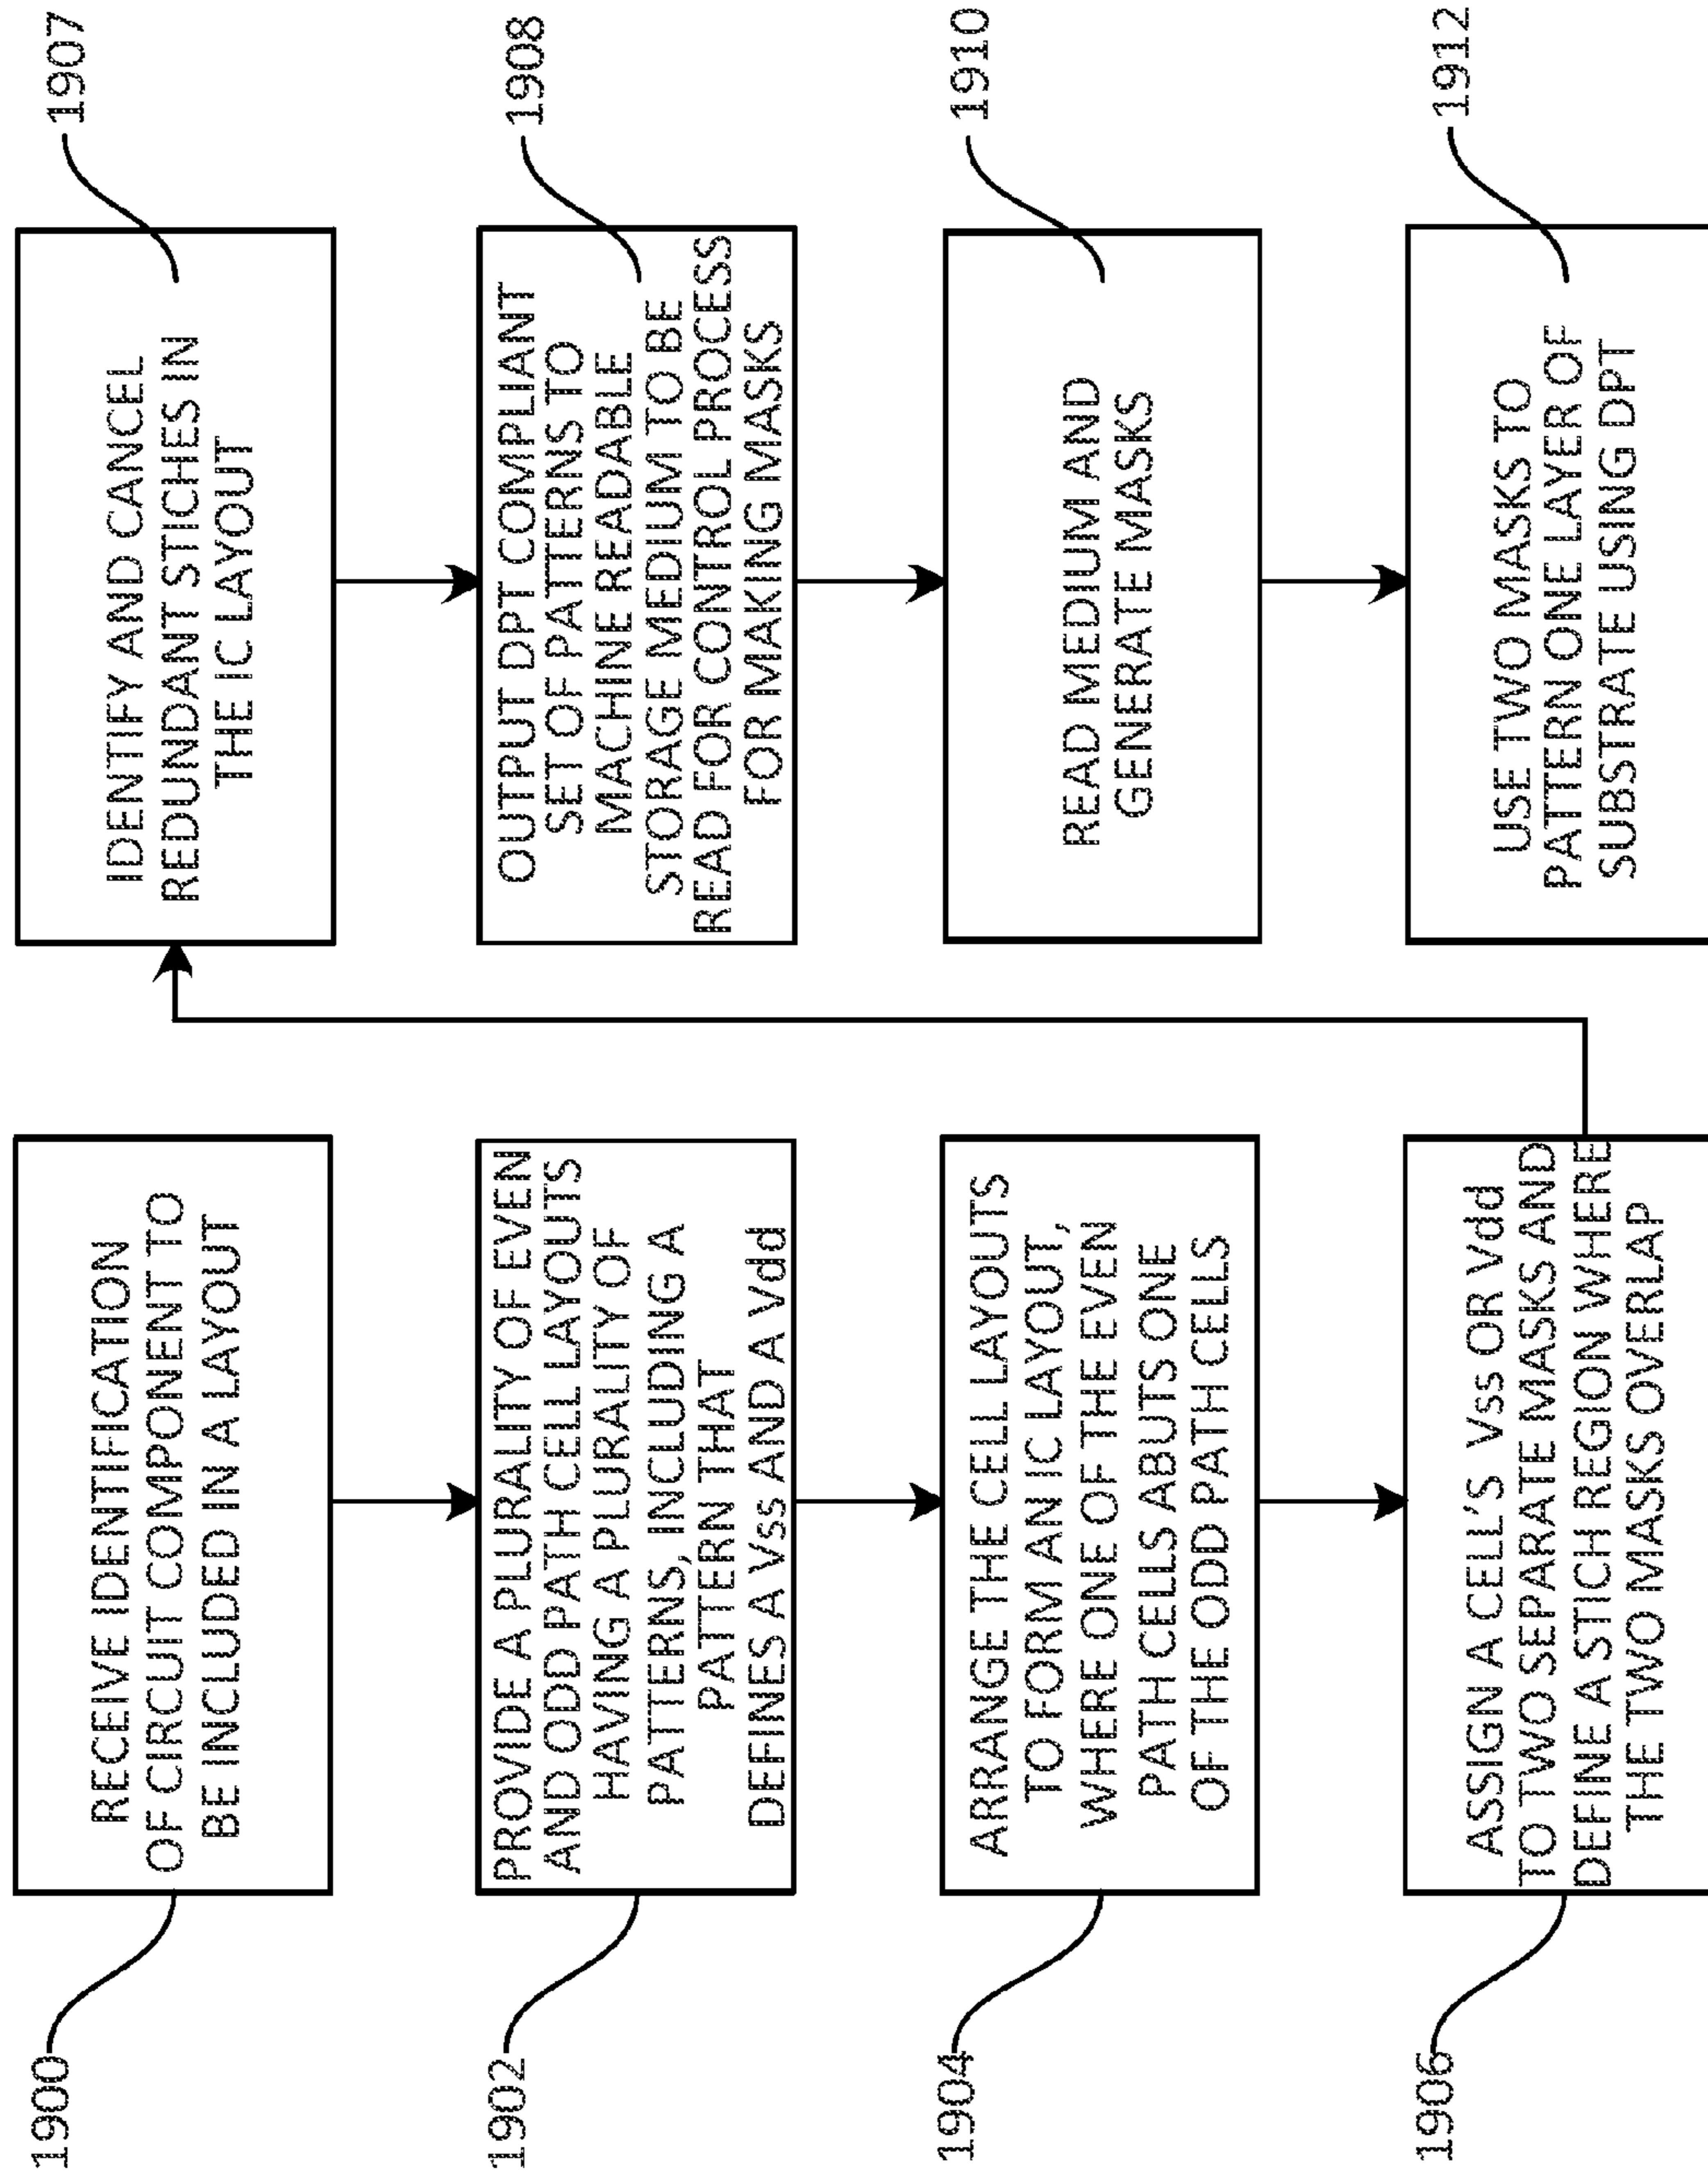 1900
RECEIVE IDENTIFICATION
OF CIRCUIT COMPONENT TO
BE INCLUDED IN A LAYOUT
1902
PROVIDE A PLURALITY OF EVEN
AND ODD PATH CELL LAYOUTS
HAVING A PLURALITY OF
PATTERNS, INCLUDING A
PATTERN THAT
DEFINES A Vss AND A Vdd
1904
ARRANGE THE CELL LAYOUTS
TO FORM AN IC LAYOUT,
WHERE ONE OF THE EVEN
PATH CELLS ABUTS ONE
OF THE ODD PATH CELLS
1906
ASSIGN A CELL'S Vss OR Vdd
TO TWO SEPARATE MASKS AND
DEFINE A STICH REGION WHERE
THE TWO MASKS OVERLAP
1907
IDENTIFY AND CANCEL
REDUNDANT STICHES IN
THE IC LAYOUT
1908
OUTPUT DPT COMPLIANT
SET OF PATTERNS TO
MACHINE READABLE
STORAGE MEDIUM TO BE
READ FOR CONTROL PROCESS
FOR MAKING MASKS
1910
READ MEDIUM AND
GENERATE MASKS
1912
USE TWO MASKS TO
PATTERN ONE LAYER OF
SUBSTRATE USING DPT